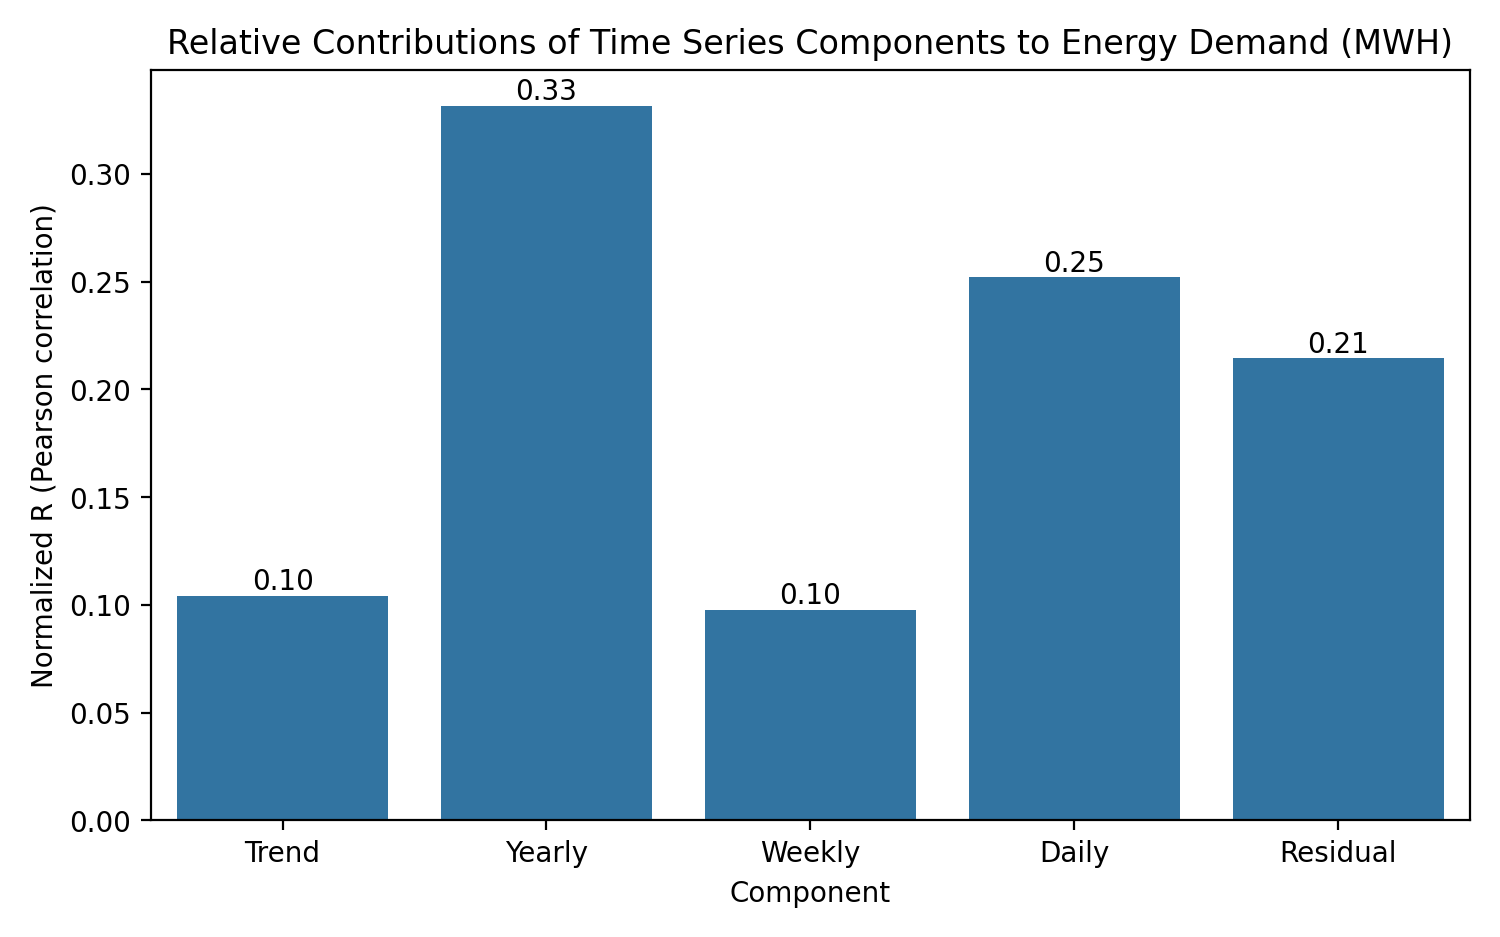 Relative Contributions of Time Series Components to Energy Demand (MWH)
Normalized R (Pearson correlation)
0.30
0.25
0.20
0.15
0.10
0.05
0.00
0.10
0.33
0.10
0.25
0.21
Trend
Yearly
Weekly
Daily
Residual
Component